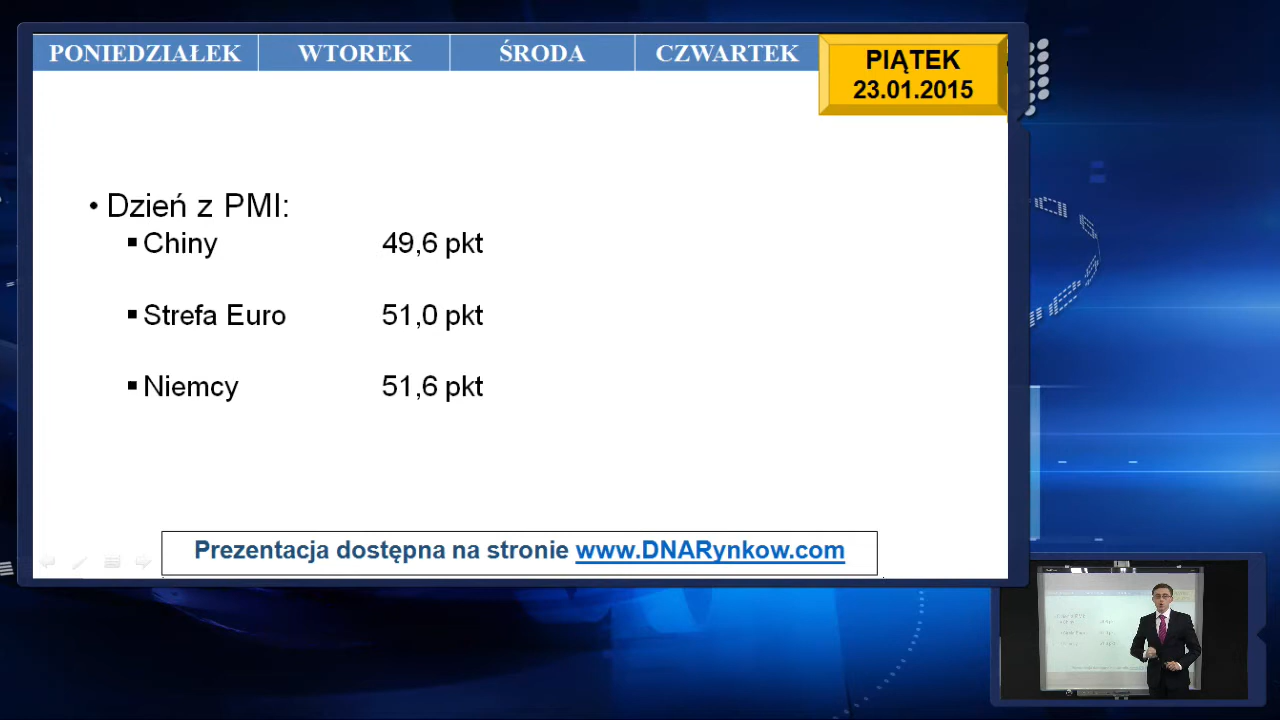 PONIEDZIAŁEK WTOREK ŚRODA CZWARTEK PIĄTEK
23.01.2015
• Dzień z PMI:
▪ Chiny 49,6 pkt
▪ Strefa Euro 51,0 pkt
▪ Niemcy 51,6 pkt
Prezentacja dostępna na stronie www.DNARynkow.com